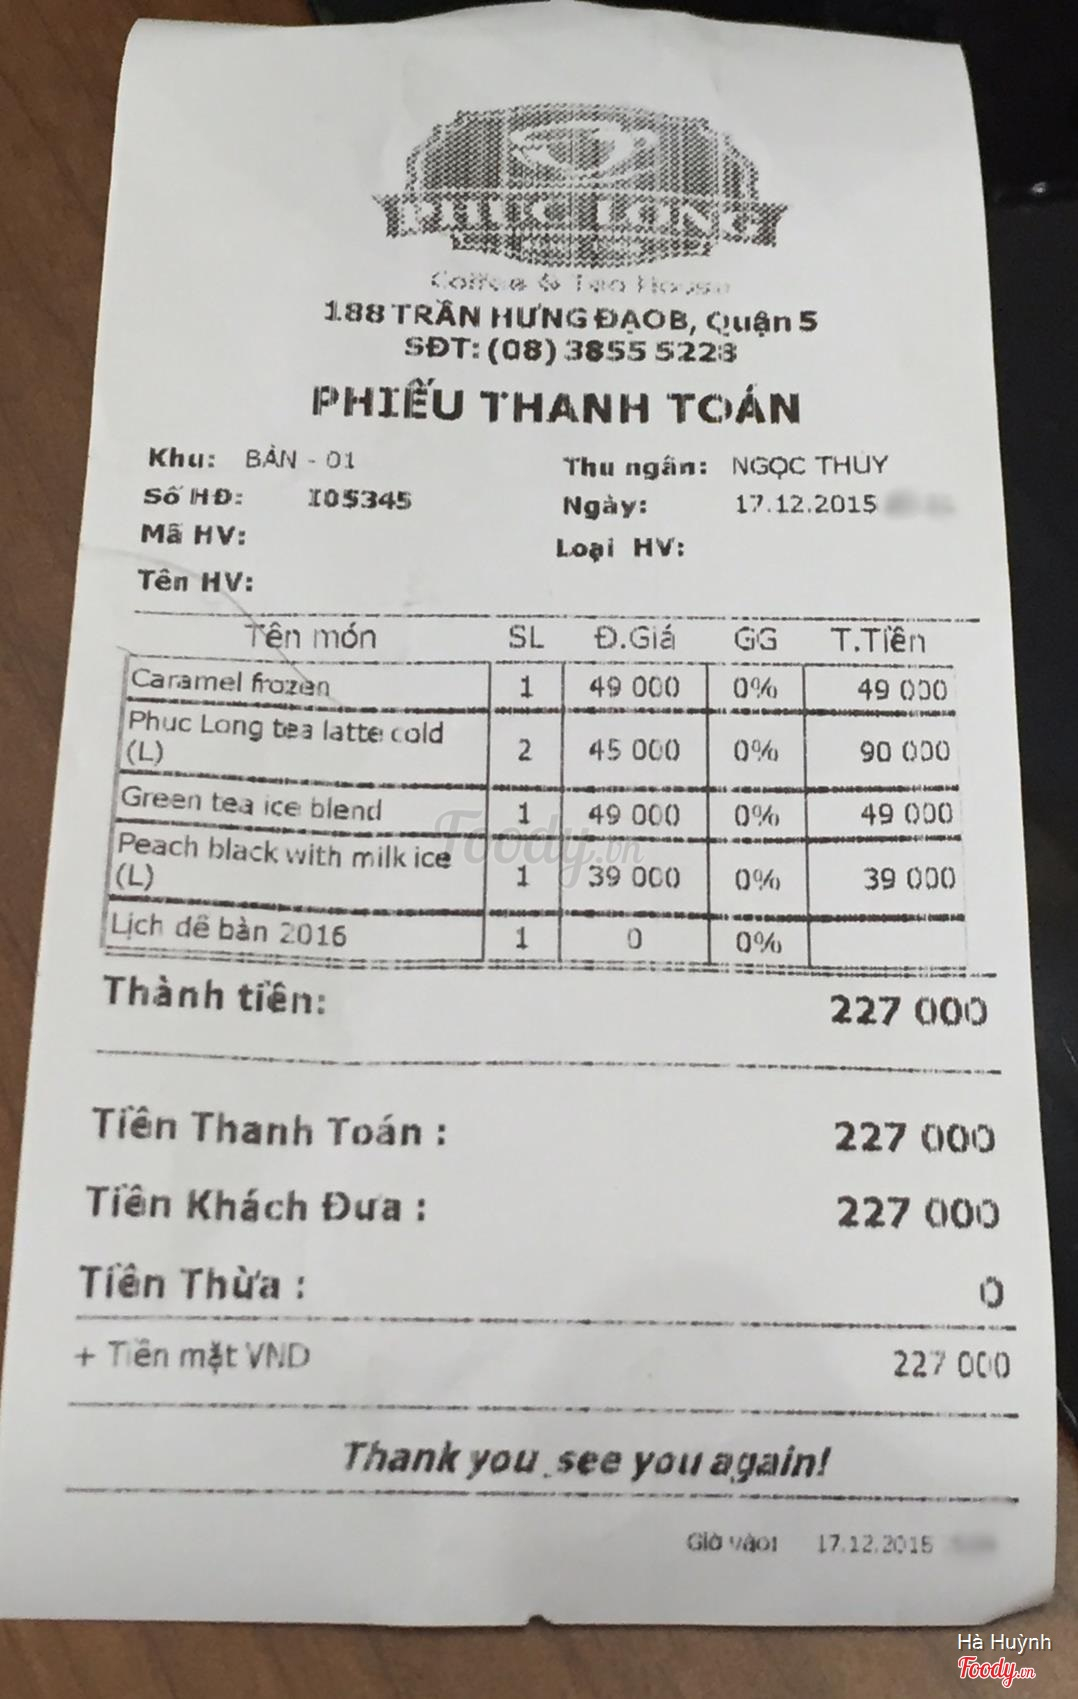 PHUC LONG
Coffee & Tea House
188 TRẦN HƯNG ĐẠOB, Quận 5
SĐT: (08) 3855 5228
PHIẾU THANH TOÁN
Khu: BÀN - 01 Thu ngân: NGỌC THUY
Số HĐ: I05345 Ngày: 17.12.2015
Mã HV: Loại HV:
Tên HV:
Tên món SL Đ.Giá GG T.Tiền
Caramel frozen 1 49 000 0% 49 000
Phuc Long tea latte cold
(L) 2 45 000 0% 90 000
Green tea ice blend 1 49 000 0% 49 000
Peach black with milk ice
(L) 1 39 000 0% 39 000
Lịch dê bàn 2016 1 0 0%
Thành tiền: 227 000
Tiền Thanh Toán : 227 000
Tiền Khách Đưa : 227 000
Tiền Thừa : 0
+ Tiền mặt VND 227 000
Thank you see you again!
Giờ vào: 17.12.2015
Foody.vn
Hà Huỳnh
Foody.vn